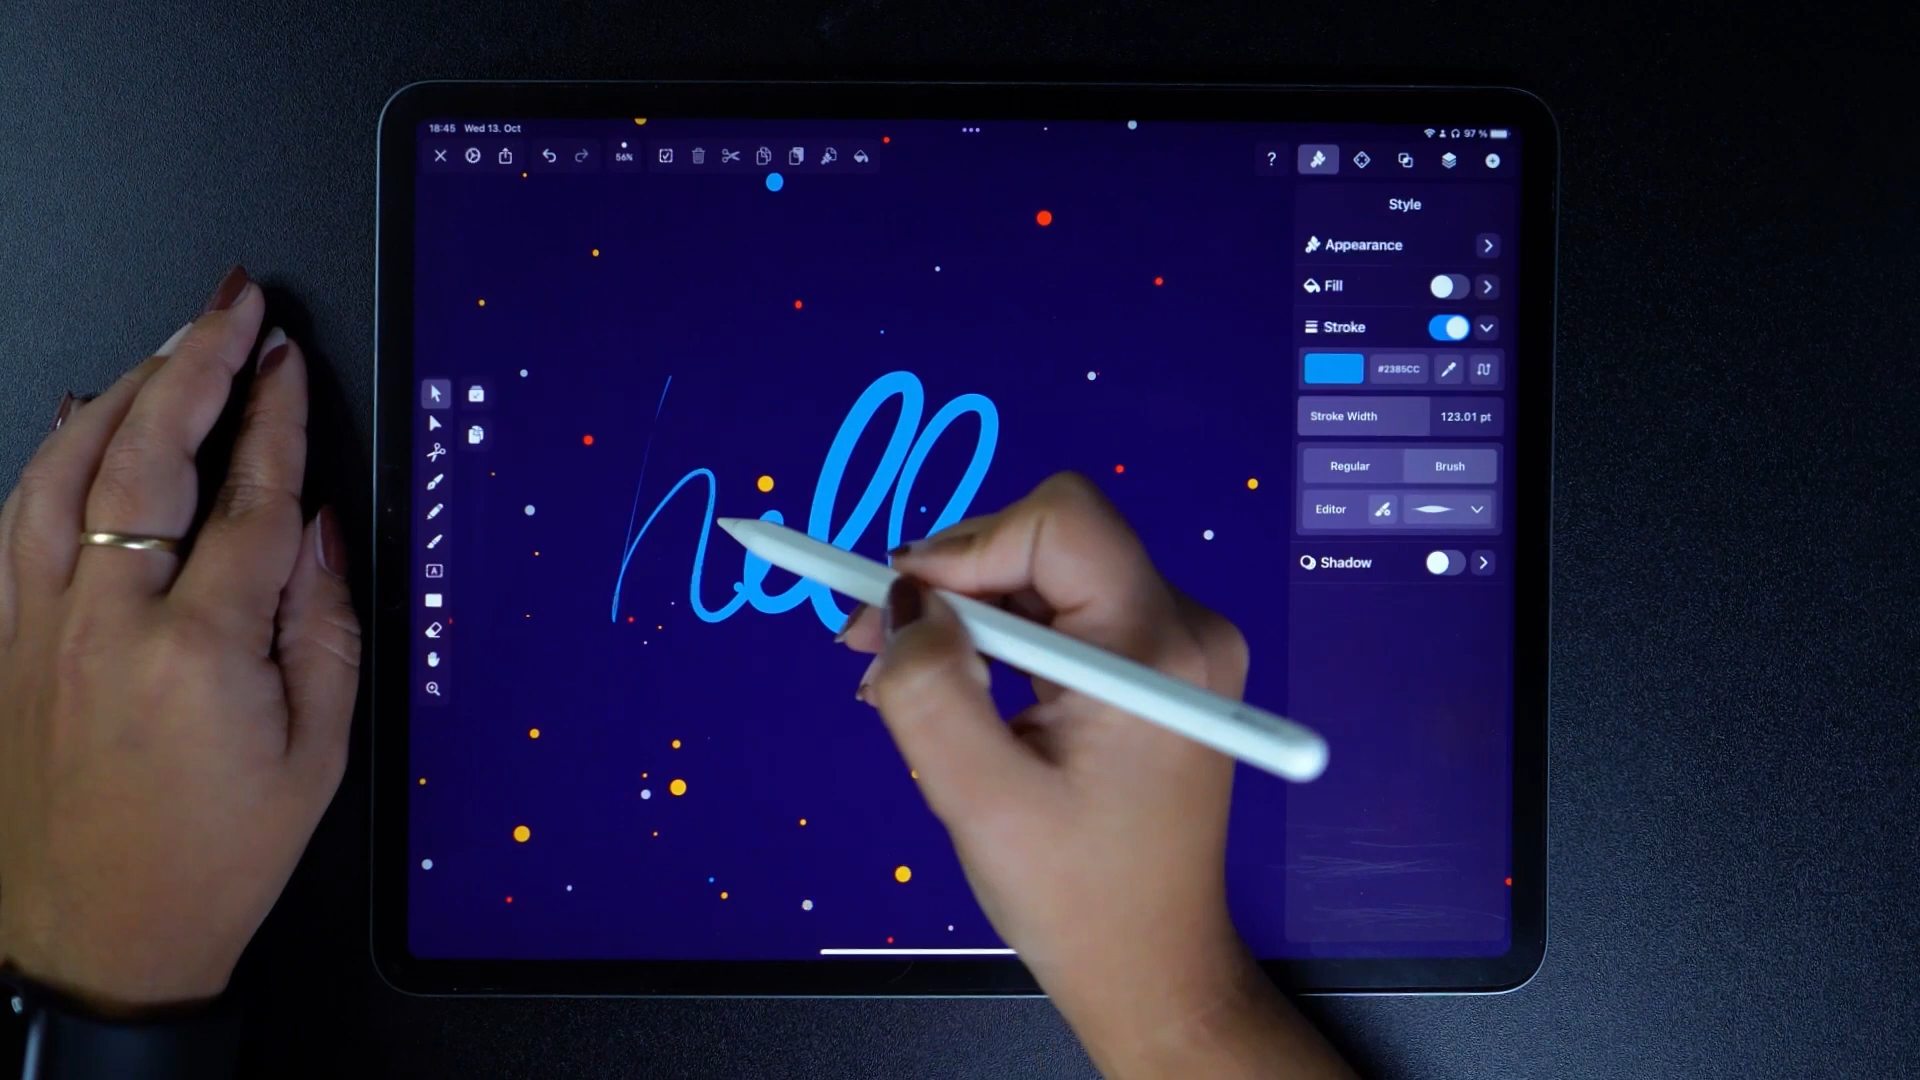 18:45 Wed 13. Oct
97 %
56%
?
Style
Appearance
Fill
Stroke
#2385CC
Stroke Width 123.01 pt
Regular Brush
Editor
Shadow
A
hell